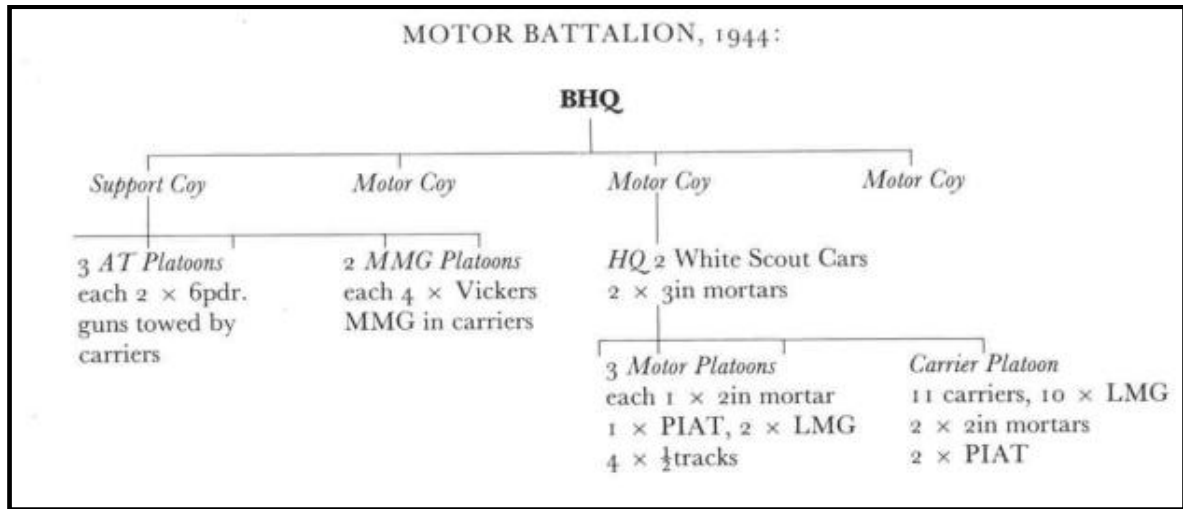 MOTOR BATTALION, 1944:
BHQ
Support Coy
Motor Coy
Motor Coy
Motor Coy
3 AT Platoons
each 2 × 6pdr.
guns towed by
carriers
2 MMG Platoons
each 4 × Vickers
MMG in carriers
HQ 2 White Scout Cars
2 × 3in mortars
3 Motor Platoons
each 1 × 2in mortar
1 × PIAT, 2 × LMG
4 × ½tracks
Carrier Platoon
11 carriers, 10 × LMG
2 × 2in mortars
2 × PIAT